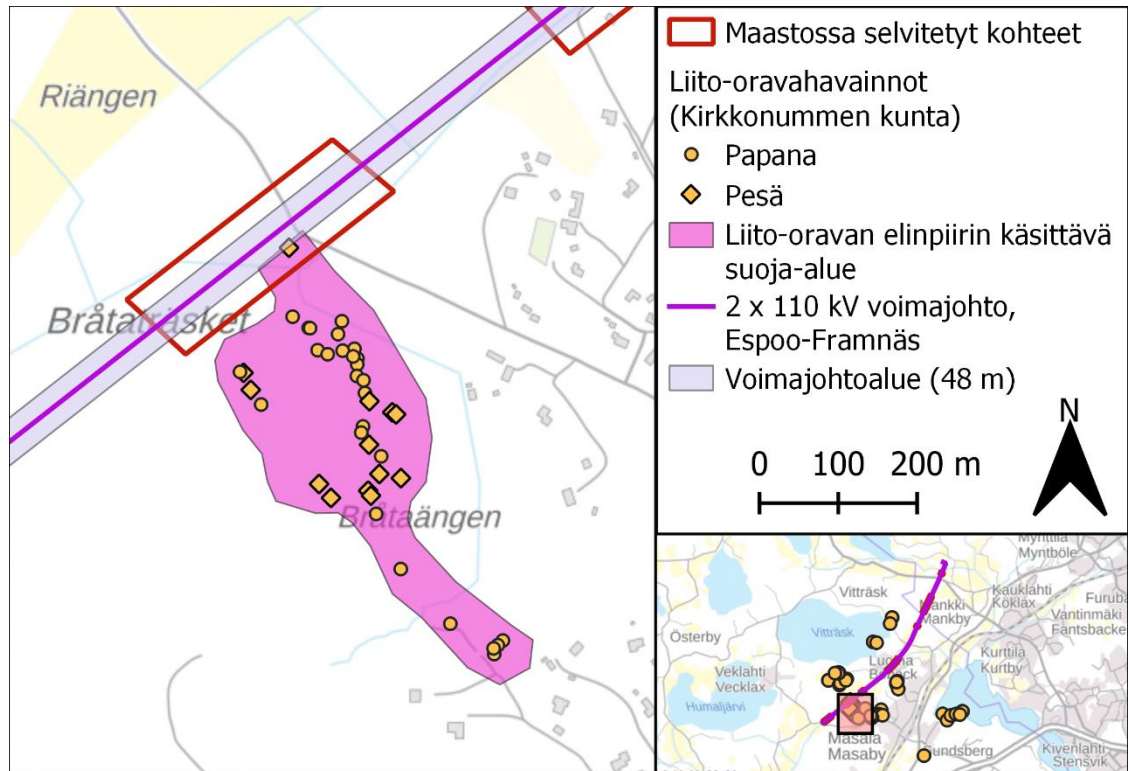 Riängen
Bråtaträsket
Bråtaängen
Maastossa selvitetyt kohteet
Liito-oravahavainnot
(Kirkkonummen kunta)
Papana
Pesä
Liito-oravan elinpiirin käsittävä
suoja-alue
2 x 110 kV voimajohto,
Espoo-Framnäs
Voimajohtoalue (48 m)
N
0 100 200 m
Myntböle
Kauklahti
Köklax
Furuba
Vantinmäki
Fantsbacke
Vitträsk
Mankki
Mankby
Österby
Vitträsk
Kurttila
Kurtby
Veklahti
Vecklax
Humaljärvi
Masala
Masaby
Sundsberg
Kivenlahti
Stensvik